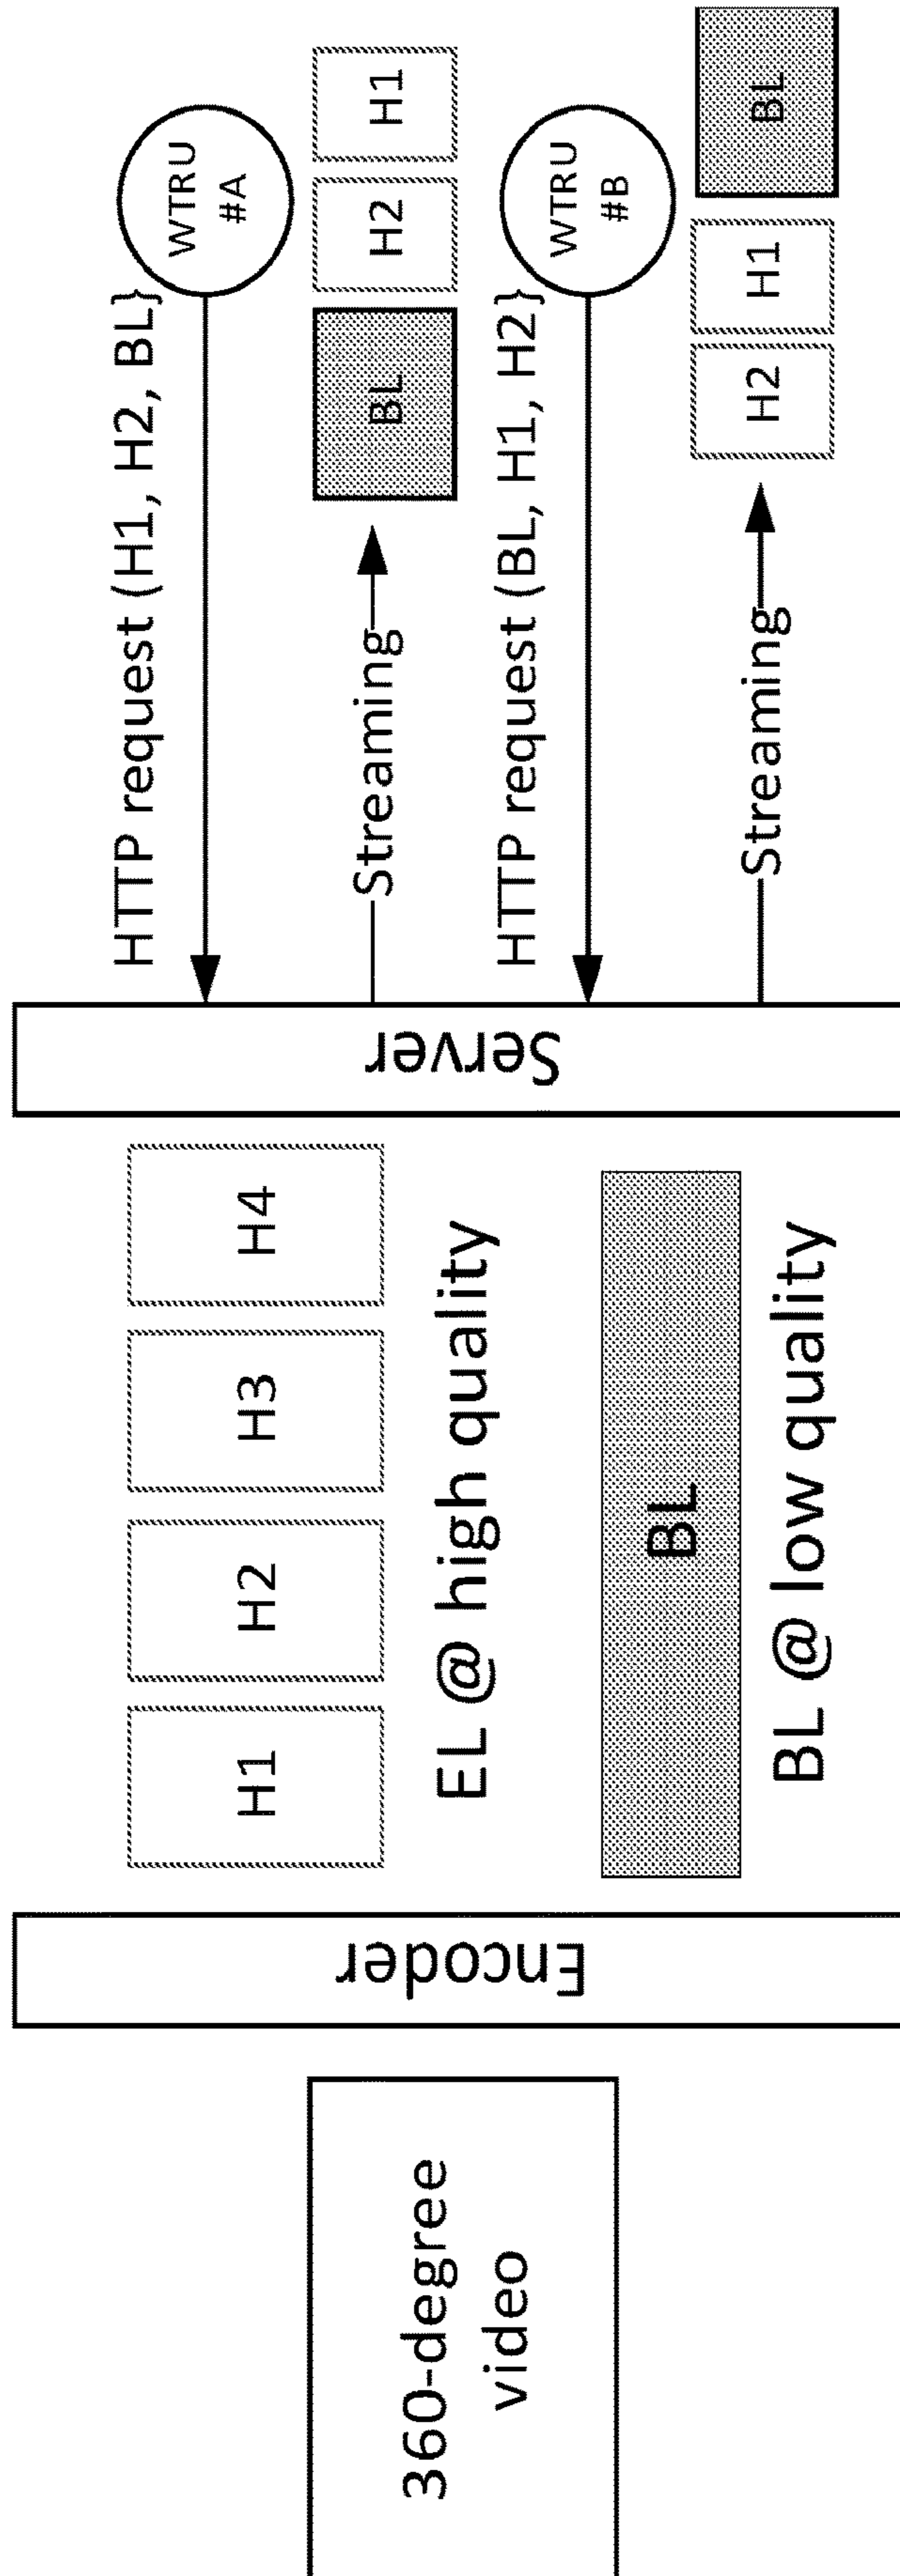 360-degree
video
Encoder
H1
H2
H3
H4
EL @ high quality
BL
BL @ low quality
Server
HTTP request (H1, H2, BL}
WTRU
#A
Streaming
BL
H2
H1
HTTP request (BL, H1, H2}
WTRU
#B
Streaming
H2
H1
BL